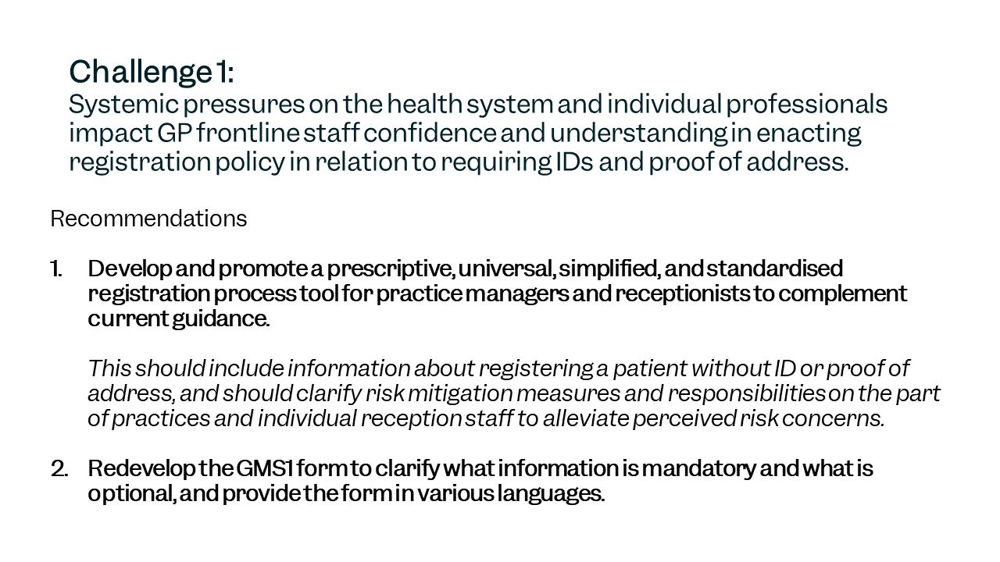 Challenge 1:
Systemic pressures on the health system and individual professionals
impact GP frontline staff confidence and understanding in enacting
registration policy in relation to requiring IDs and proof of address.
Recommendations
1. Develop and promote a prescriptive, universal, simplified, and standardised
registration process tool for practice managers and receptionists to complement
current guidance.
This should include information about registering a patient without ID or proof of
address, and should clarify risk mitigation measures and responsibilities on the part
of practices and individual reception staff to alleviate perceived risk concerns.
2. Redevelop the GMS1 form to clarify what information is mandatory and what is
optional, and provide the form in various languages.